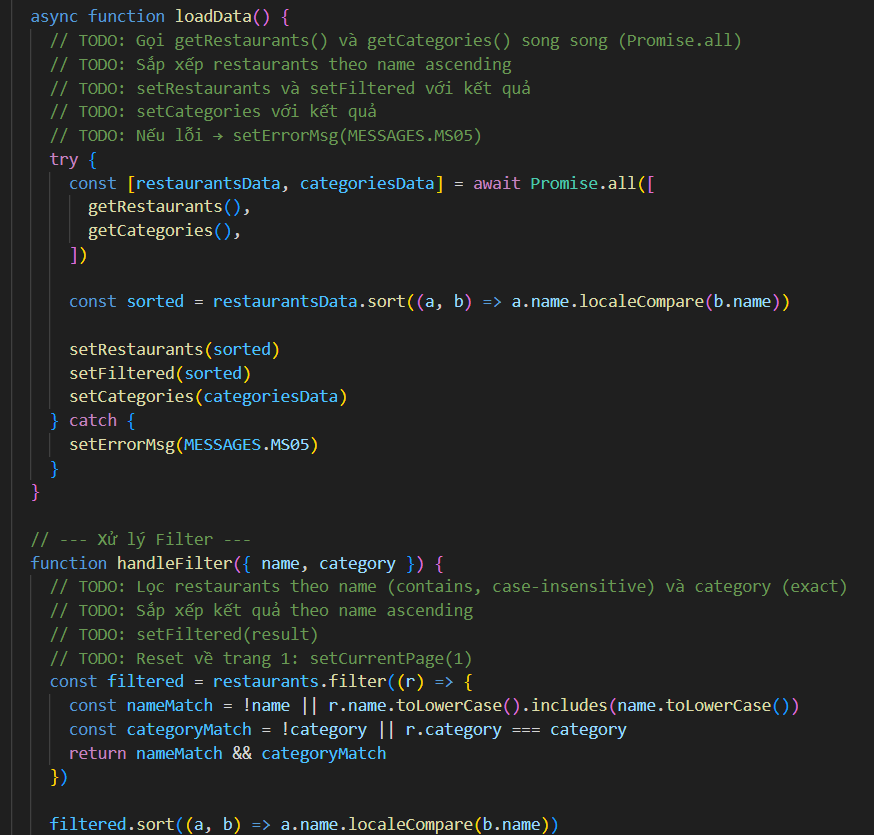 async function loadData() {
// TODO: Gọi getRestaurants() và getCategories() song song (Promise.all)
// TODO: Sắp xếp restaurants theo name ascending
// TODO: setRestaurants và setFiltered với kết quả
// TODO: setCategories với kết quả
// TODO: Nếu lỗi → setErrorMsg(MESSAGES.MS05)
try {
const [restaurantsData, categoriesData] = await Promise.all([
getRestaurants(),
getCategories(),
])
const sorted = restaurantsData.sort((a, b) => a.name.localeCompare(b.name))
setRestaurants(sorted)
setFiltered(sorted)
setCategories(categoriesData)
} catch {
setErrorMsg(MESSAGES.MS05)
}
}
// --- Xử lý Filter ---
function handleFilter({ name, category }) {
// TODO: Lọc restaurants theo name (contains, case-insensitive) và category (exact)
// TODO: Sắp xếp kết quả theo name ascending
// TODO: setFiltered(result)
// TODO: Reset về trang 1: setCurrentPage(1)
const filtered = restaurants.filter((r) => {
const nameMatch = !name || r.name.toLowerCase().includes(name.toLowerCase())
const categoryMatch = !category || r.category === category
return nameMatch && categoryMatch
})
filtered.sort((a, b) => a.name.localeCompare(b.name))